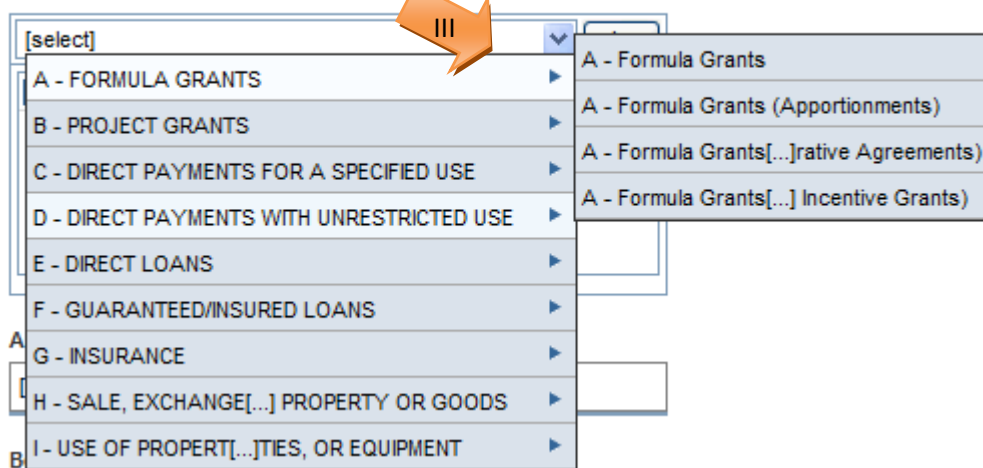 III
[select]
A - FORMULA GRANTS
B - PROJECT GRANTS
C - DIRECT PAYMENTS FOR A SPECIFIED USE
D - DIRECT PAYMENTS WITH UNRESTRICTED USE
E - DIRECT LOANS
F - GUARANTEED/INSURED LOANS
G - INSURANCE
H - SALE, EXCHANGE[...] PROPERTY OR GOODS
I - USE OF PROPERT[...]TIES, OR EQUIPMENT
A - Formula Grants
A - Formula Grants (Apportionments)
A - Formula Grants[...]rative Agreements)
A - Formula Grants[...] Incentive Grants)